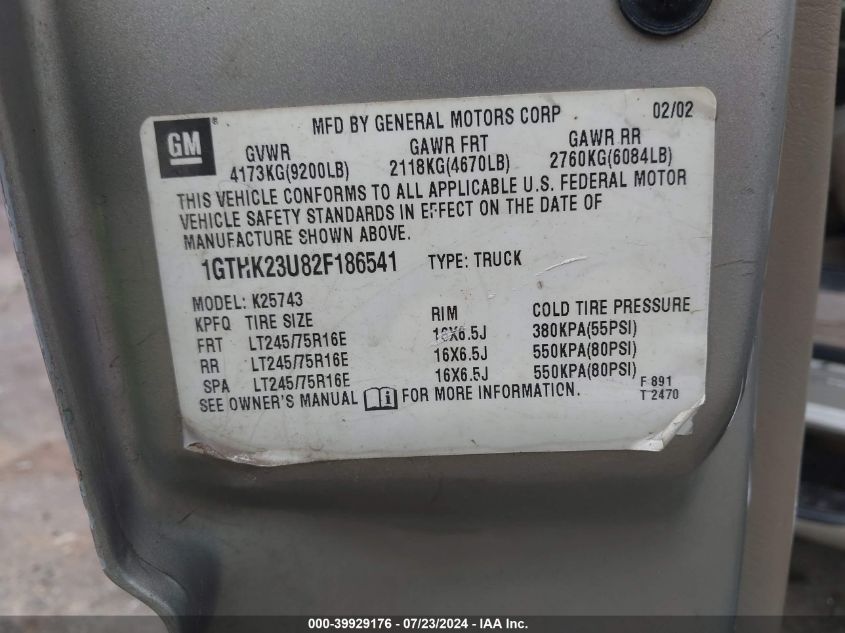 GM ® MFD BY GENERAL MOTORS CORP 02/02
GVWR GAWR FRT GAWR RR
4173KG(9200LB) 2118KG(4670LB) 2760KG(6084LB)
THIS VEHICLE CONFORMS TO ALL APPLICABLE U.S. FEDERAL MOTOR
VEHICLE SAFETY STANDARDS IN EFFECT ON THE DATE OF
MANUFACTURE SHOWN ABOVE.
1GTHK23U82F186541 TYPE: TRUCK
MODEL: K25743
KPFQ TIRE SIZE RIM COLD TIRE PRESSURE
FRT LT245/75R16E 16X6.5J 380KPA(55PSI)
RR LT245/75R16E 16X6.5J 550KPA(80PSI)
SPA LT245/75R16E 16X6.5J 550KPA(80PSI)
SEE OWNER'S MANUAL FOR MORE INFORMATION. F 891
T 2470
000-39929176 / 07/23/2024 - IAA Inc.